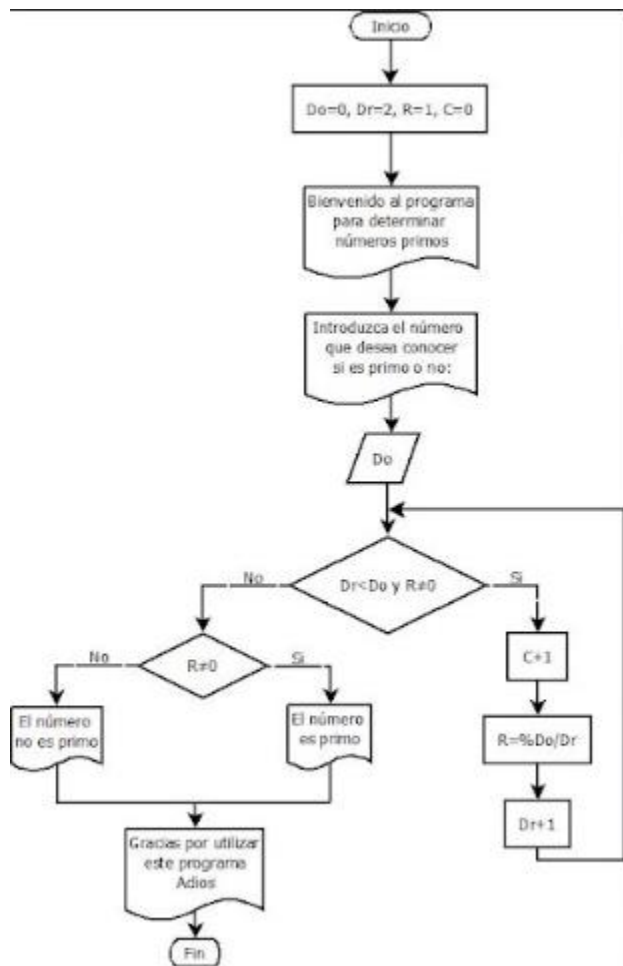 Inicio
Do=0, Dr=2, R=1, C=0
Bienvenido al programa
para determinar
números primos
Introduzca el número
que desea conocer
si es primo o no:
Do
Dr<Do y R≠0
No
Si
R≠0
No
Si
C+1
El número
no es primo
El número
es primo
R=%Do/Dr
Dr+1
Gracias por utilizar
este programa
Adios
Fin